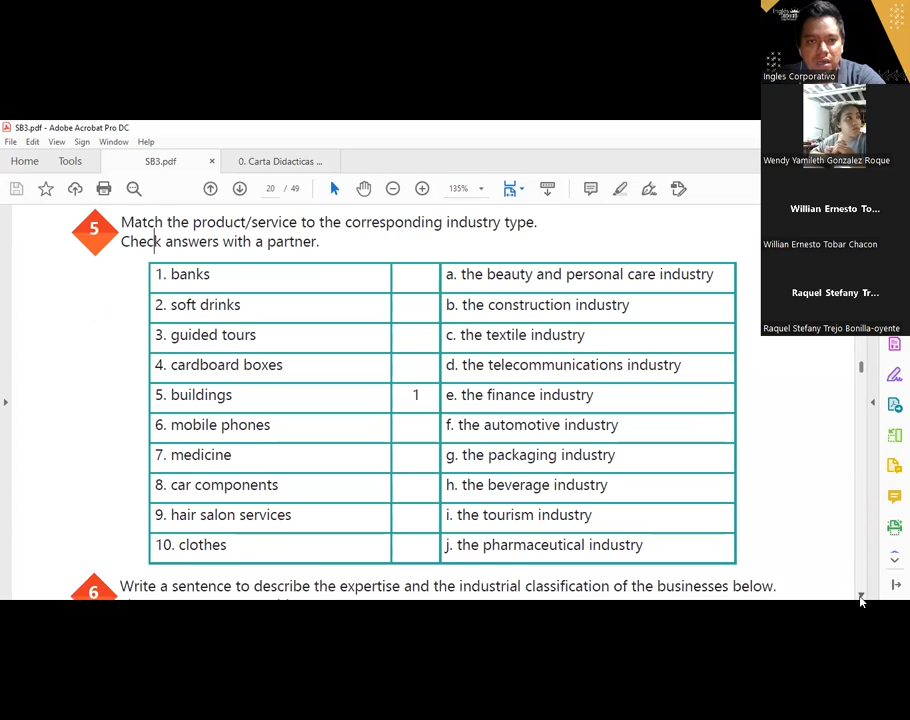 SB3.pdf - Adobe Acrobat Pro DC
File Edit View Sign Window Help
Home Tools SB3.pdf × 0. Carta Didacticas ...
20 / 49 135%
5 Match the product/service to the corresponding industry type.
Check answers with a partner.
1. banks a. the beauty and personal care industry
2. soft drinks b. the construction industry
3. guided tours c. the textile industry
4. cardboard boxes d. the telecommunications industry
5. buildings 1 e. the finance industry
6. mobile phones f. the automotive industry
7. medicine g. the packaging industry
8. car components h. the beverage industry
9. hair salon services i. the tourism industry
10. clothes j. the pharmaceutical industry
6 Write a sentence to describe the expertise and the industrial classification of the businesses below.
Ingles Corporativo
Wendy Yamileth Gonzalez Roque
Willian Ernesto To...
Willian Ernesto Tobar Chacon
Raquel Stefany Tr...
Raquel Stefany Trejo Bonilla-oyente